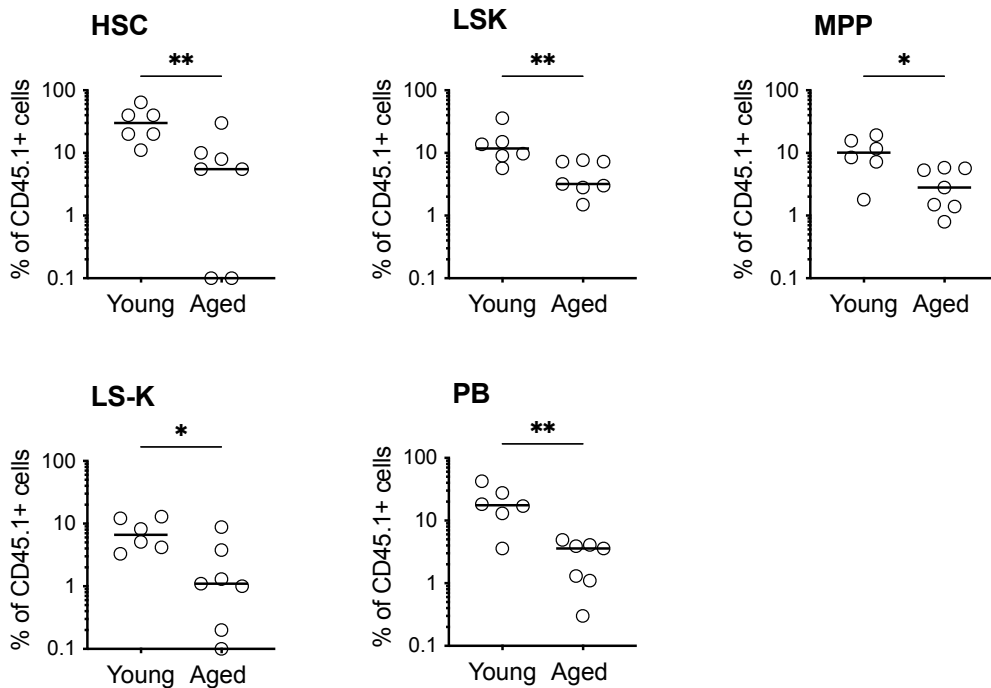 HSC
**
% of CD45.1+ cells
100
10
1
0.1
Young Aged
LSK
**
% of CD45.1+ cells
100
10
1
0.1
Young Aged
MPP
*
% of CD45.1+ cells
100
10
1
0.1
Young Aged
LS-K
*
% of CD45.1+ cells
100
10
1
0.1
Young Aged
PB
**
% of CD45.1+ cells
100
10
1
0.1
Young Aged